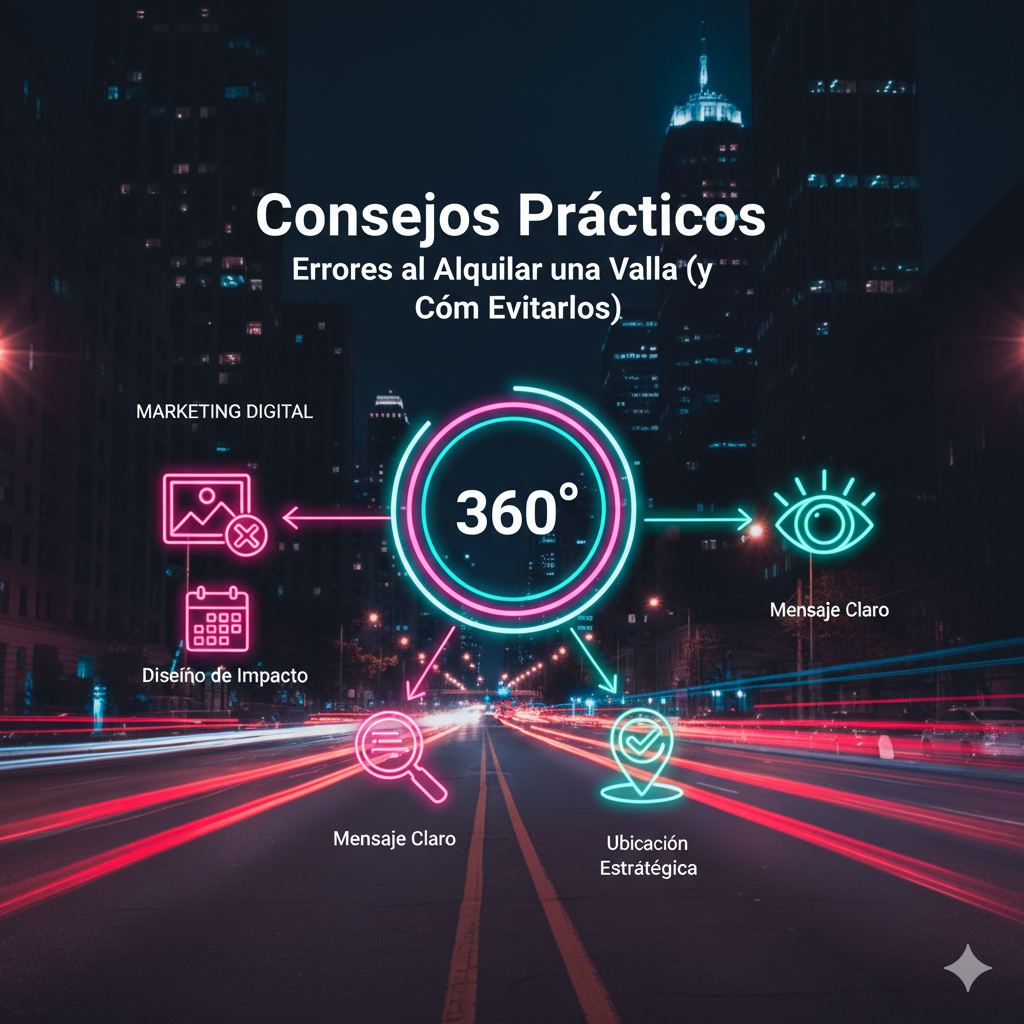 Consejos Prácticos
Errores al Alquilar una Valla (y
Cóm Evitarlos)
MARKETING DIGITAL
360°
Mensaje Claro
Diseíño de Impacto
Mensaje Claro
Ubicación
Estrátégica